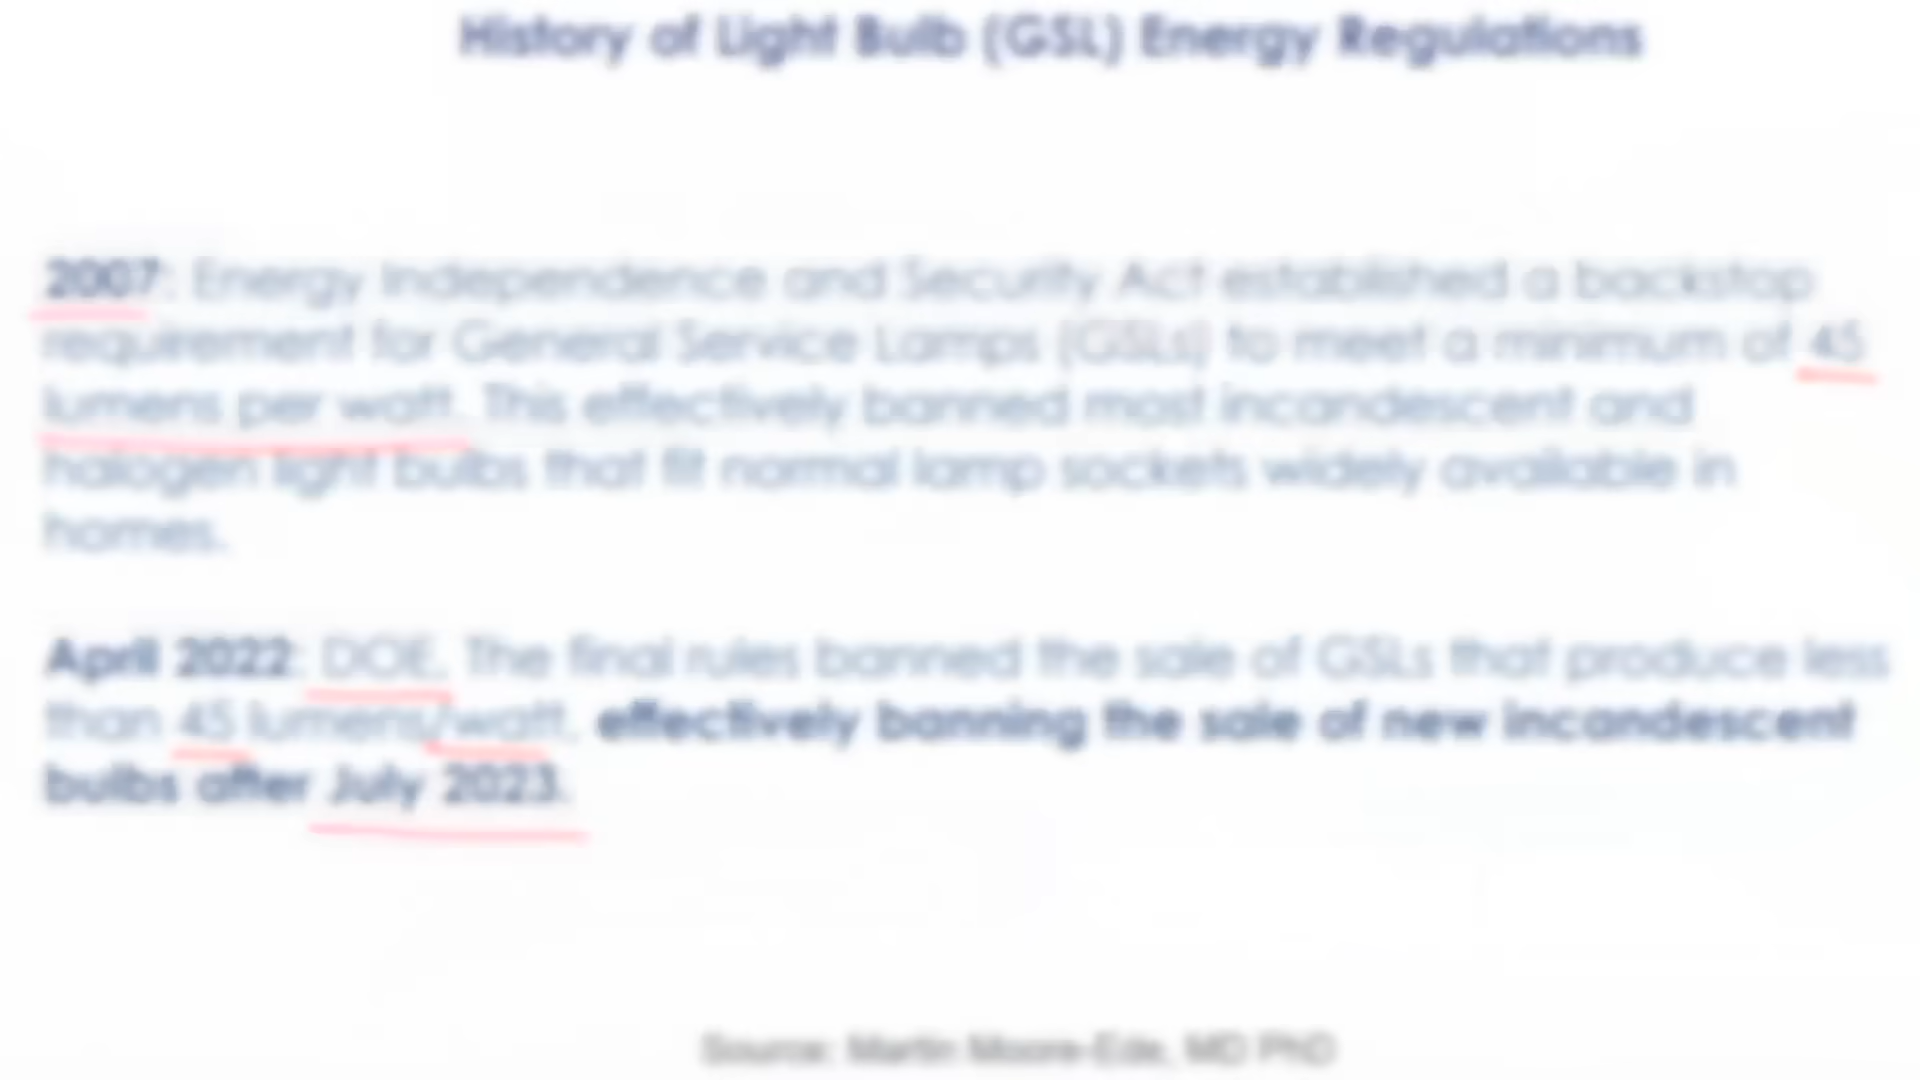 History of Light Bulb (GSL) Energy Regulations
2007: Energy Independence and Security Act established a backstop
requirement for General Service Lamps (GSLs) to meet a minimum of 45
lumens per watt. This effectively banned most incandescent and
halogen light bulbs that fit normal lamp sockets widely available in
homes.
April 2022: DOE, The final rules banned the sale of GSLs that produce less
than 45 lumens/watt, effectively banning the sale of new incandescent
bulbs after July 2023.
Source: Martin Moore-Ede, MD PhD